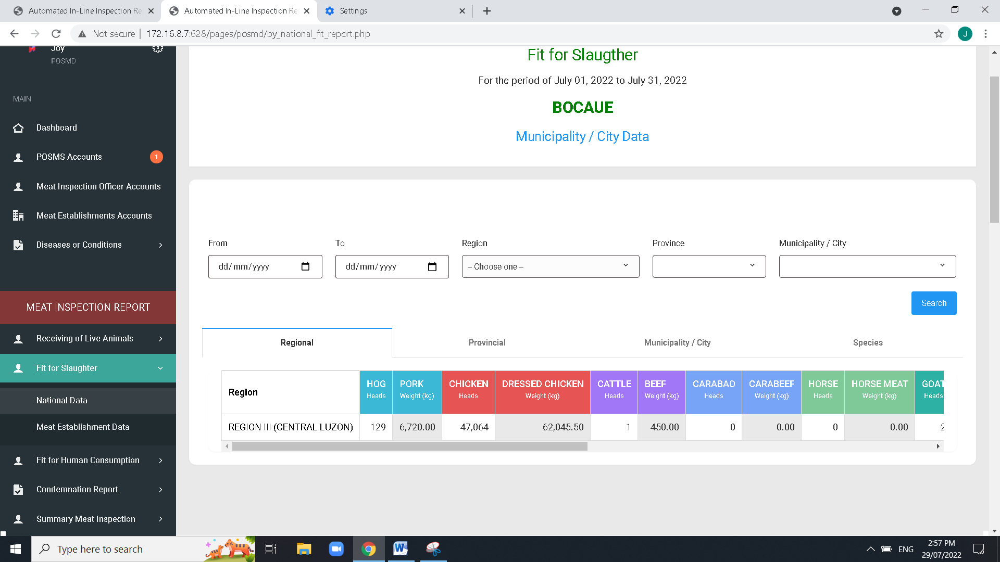 Automated In-Line Inspection Re
Automated In-Line Inspection Re
Settings
Not secure
172.16.8.7:628/pages/posmd/by_national_fit_report.php
J
Joy
POSMD
MAIN
Dashboard
POSMS Accounts
1
Meat Inspection Officer Accounts
Meat Establishments Accounts
Diseases or Conditions
MEAT INSPECTION REPORT
Receiving of Live Animals
Fit for Slaughter
National Data
Meat Establishment Data
Fit for Human Consumption
Condemnation Report
Summary Meat Inspection
Fit for Slaugther
For the period of July 01, 2022 to July 31, 2022
BOCAUE
Municipality / City Data
From To Region Province Municipality / City
dd/mm/yyyy dd/mm/yyyy -- Choose one --
Search
Regional Provincial Municipality / City Species
Region HOG PORK CHICKEN DRESSED CHICKEN CATTLE BEEF CARABAO CARABEEF HORSE HORSE MEAT GOAT
Heads Weight (kg) Heads Weight (kg) Heads Weight (kg) Heads Weight (kg) Heads Weight (kg) Heads
REGION III (CENTRAL LUZON) 129 6,720.00 47,064 62,045.50 1 450.00 0 0.00 0 0.00
Type here to search
ENG
2:57 PM
29/07/2022